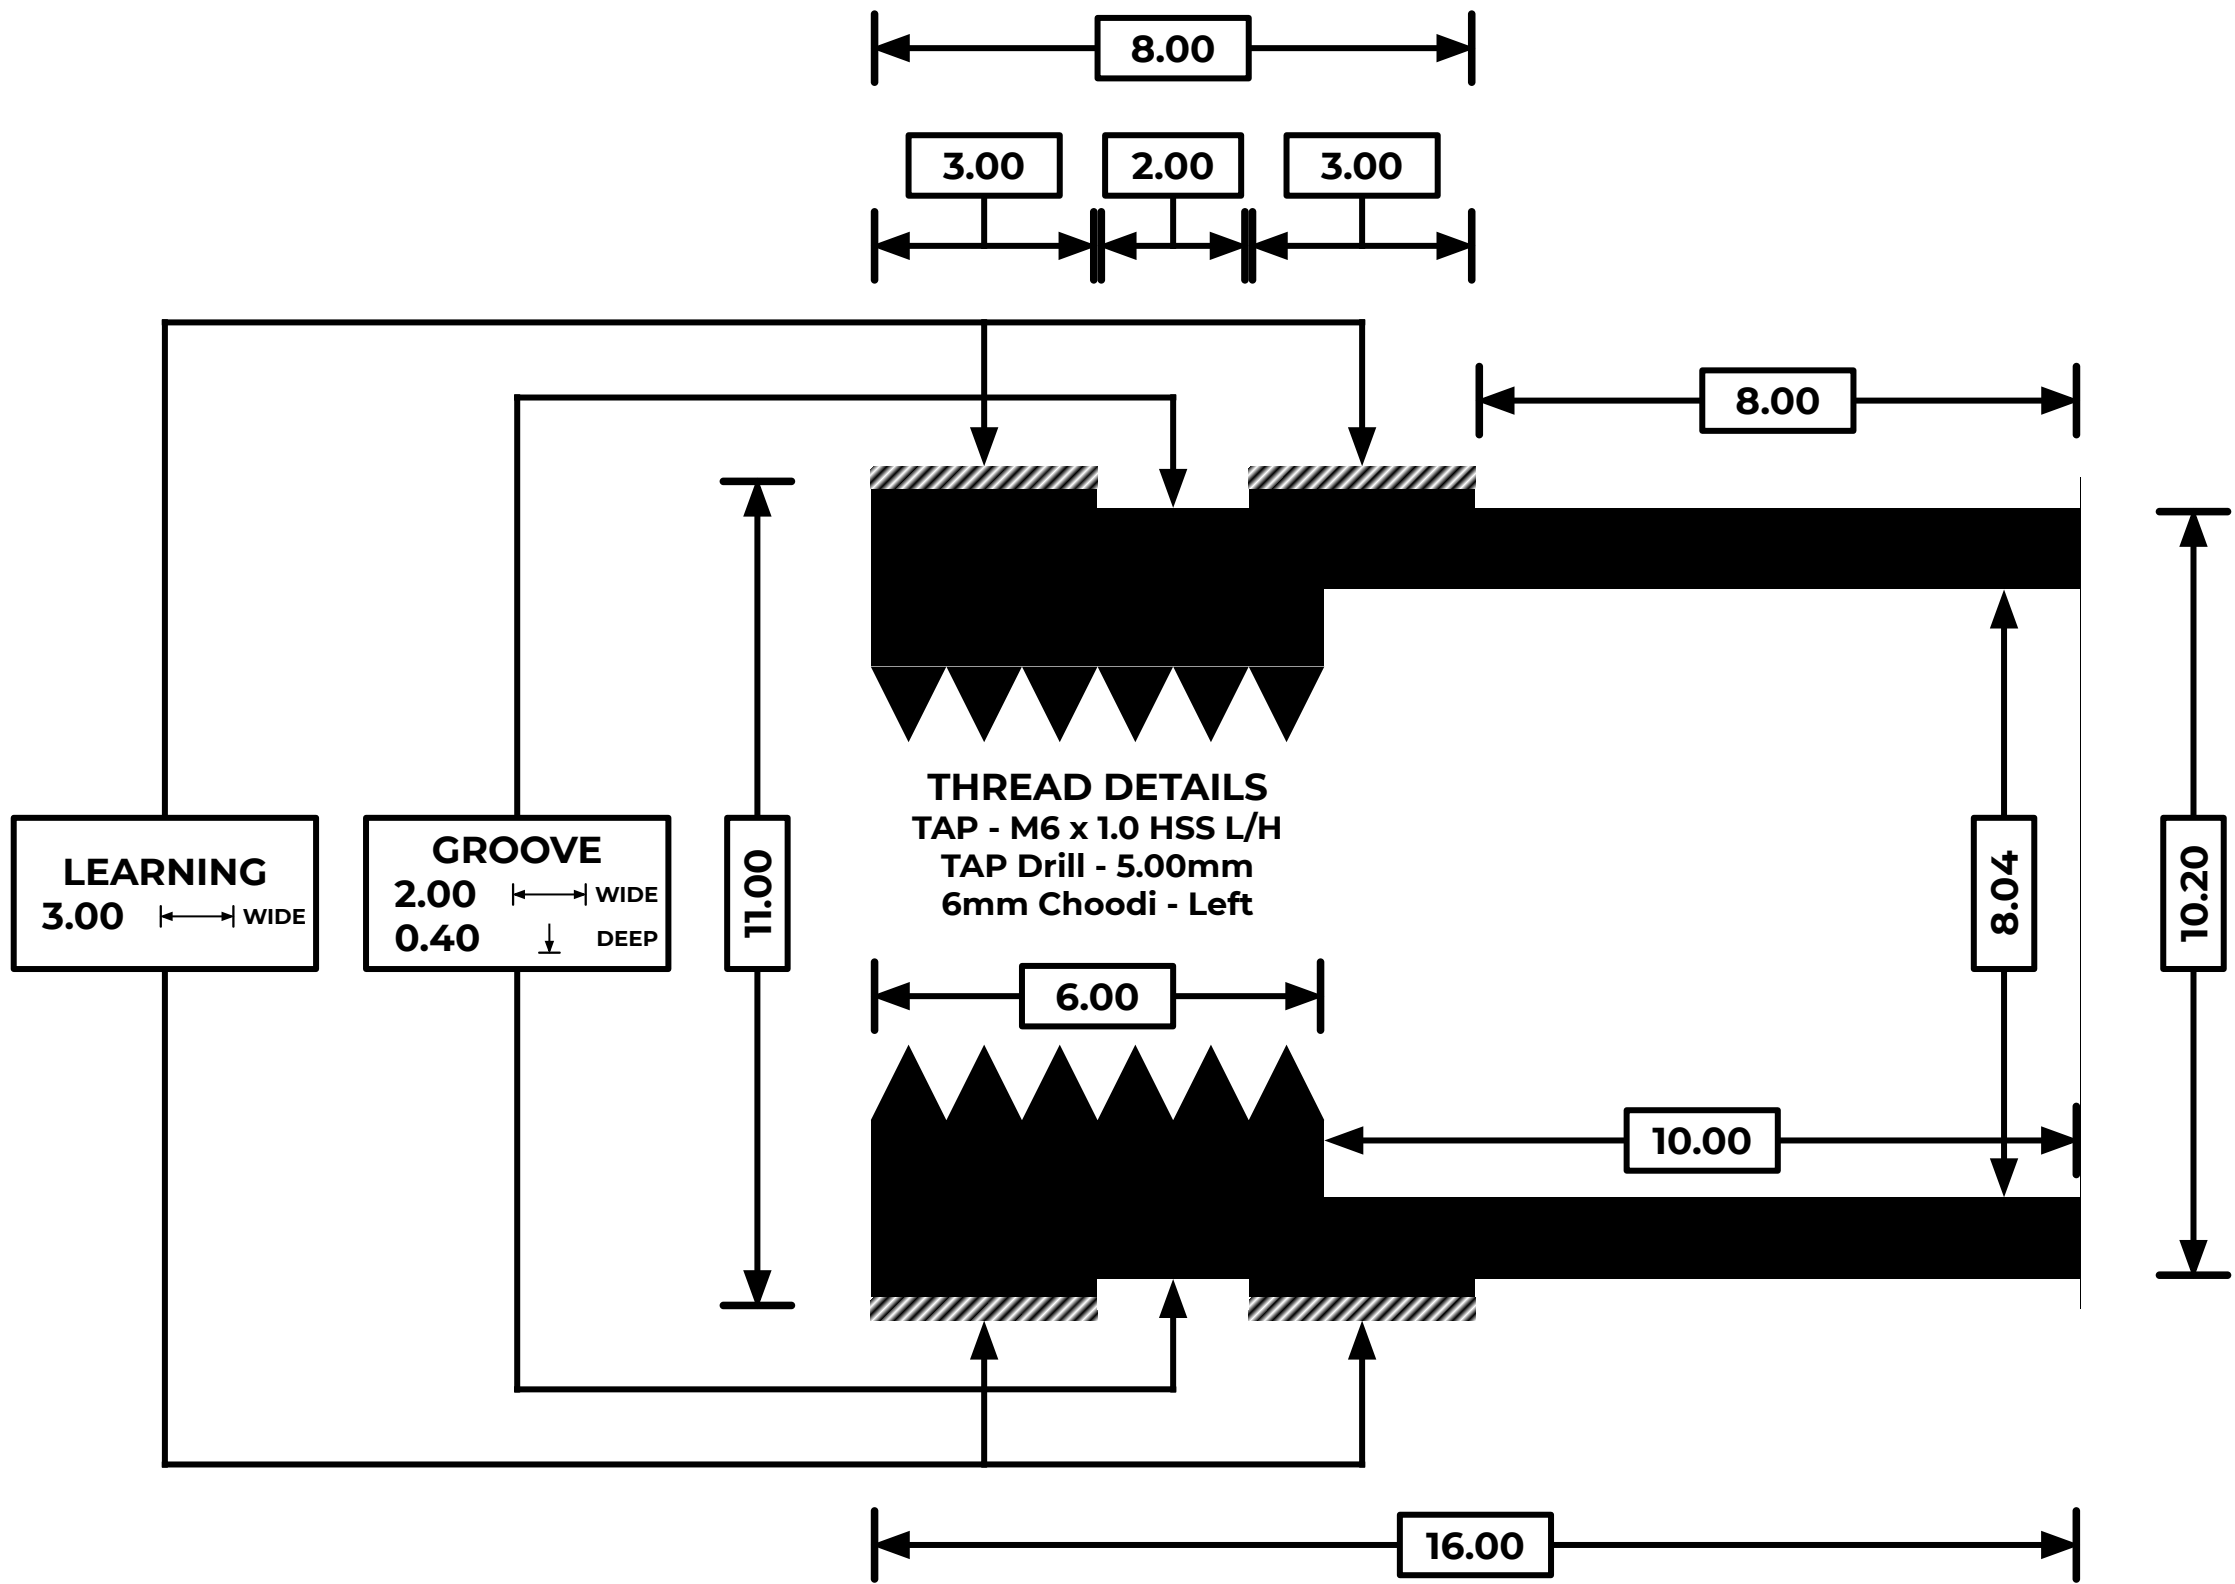 8.00
3.00
2.00
3.00
8.00
THREAD DETAILS
TAP - M6 x 1.0 HSS L/H
TAP Drill - 5.00mm
6mm Choodi - Left
LEARNING
3.00 WIDE
GROOVE
2.00 WIDE
0.40 DEEP
11.00
8.04
10.20
6.00
10.00
16.00